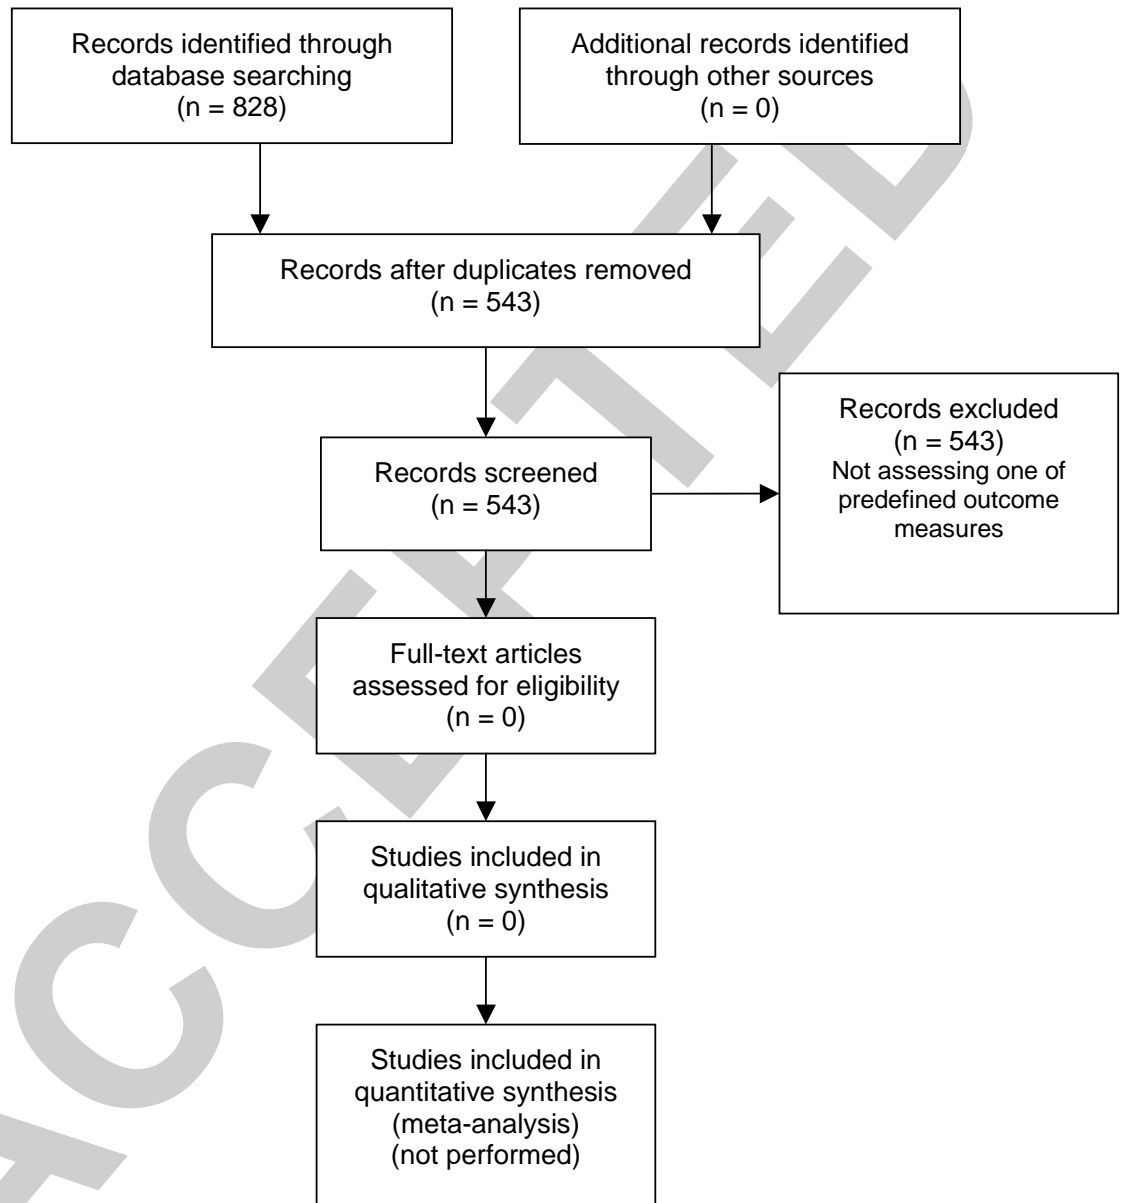 Records identified through
database searching
(n = 828)
Additional records identified
through other sources
(n = 0)
Records after duplicates removed
(n = 543)
Records screened
(n = 543)
Records excluded
(n = 543)
Not assessing one of
predefined outcome
measures
Full-text articles
assessed for eligibility
(n = 0)
Studies included in
qualitative synthesis
(n = 0)
Studies included in
quantitative synthesis
(meta-analysis)
(not performed)
ACCEPTED